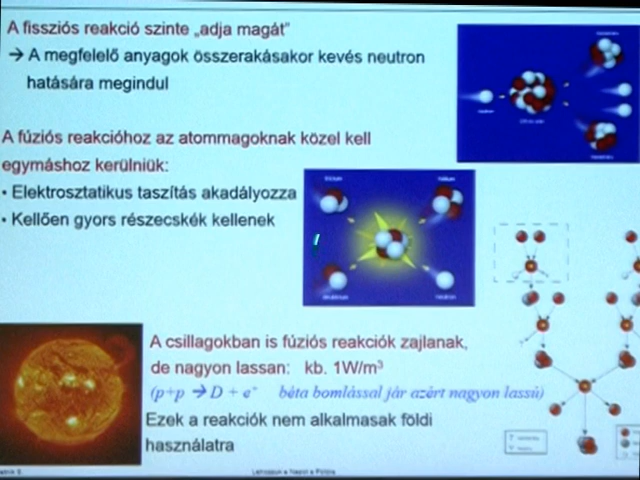 A fissziós reakció szinte „adja magát”
→ A megfelelő anyagok összerakásakor kevés neutron
hatására megindul
A fúziós reakcióhoz az atommagoknak közel kell
egymáshoz kerülniük:
• Elektrosztatikus taszítás akadályozza
• Kellően gyors részecskék kellenek
A csillagokban is fúziós reakciók zajlanak,
de nagyon lassan: kb. 1W/m³
(p+p → D + e⁺ béta bomlással jár azért nagyon lassú)
Ezek a reakciók nem alkalmasak földi
használatra